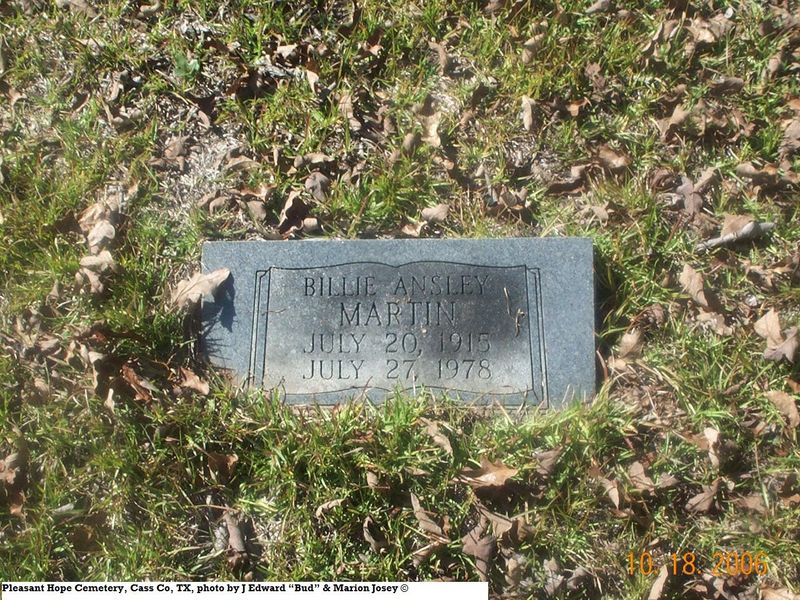 BILLIE ANSLEY
MARTIN
JULY 20, 1915
JULY 27, 1978
10.18.2006
Pleasant Hope Cemetery, Cass Co, TX, photo by J Edward “Bud” & Marion Josey ©